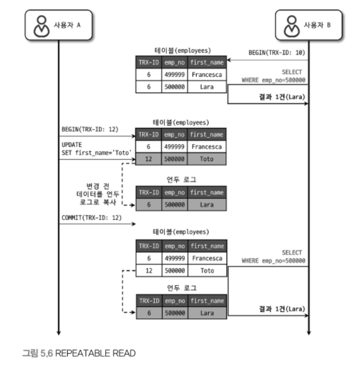 사용자 A
사용자 B
테이블(employees)
BEGIN(TRX-ID: 10)
TRX-ID emp_no first_name
6 499999 Francesca
6 500000 Lara
SELECT
WHERE emp_no=500000
결과 1건(Lara)
BEGIN(TRX-ID: 12)
테이블(employees)
TRX-ID emp_no first_name
6 499999 Francesca
12 500000 Toto
UPDATE
SET first_name='Toto'
변경 전
데이터를 언두
로그로 복사
언두 로그
TRX-ID emp_no first_name
6 500000 Lara
COMMIT(TRX-ID: 12)
테이블(employees)
TRX-ID emp_no first_name
6 499999 Francesca
12 500000 Toto
SELECT
WHERE emp_no=500000
언두 로그
TRX-ID emp_no first_name
6 500000 Lara
결과 1건(Lara)
그림 5.6 REPEATABLE READ